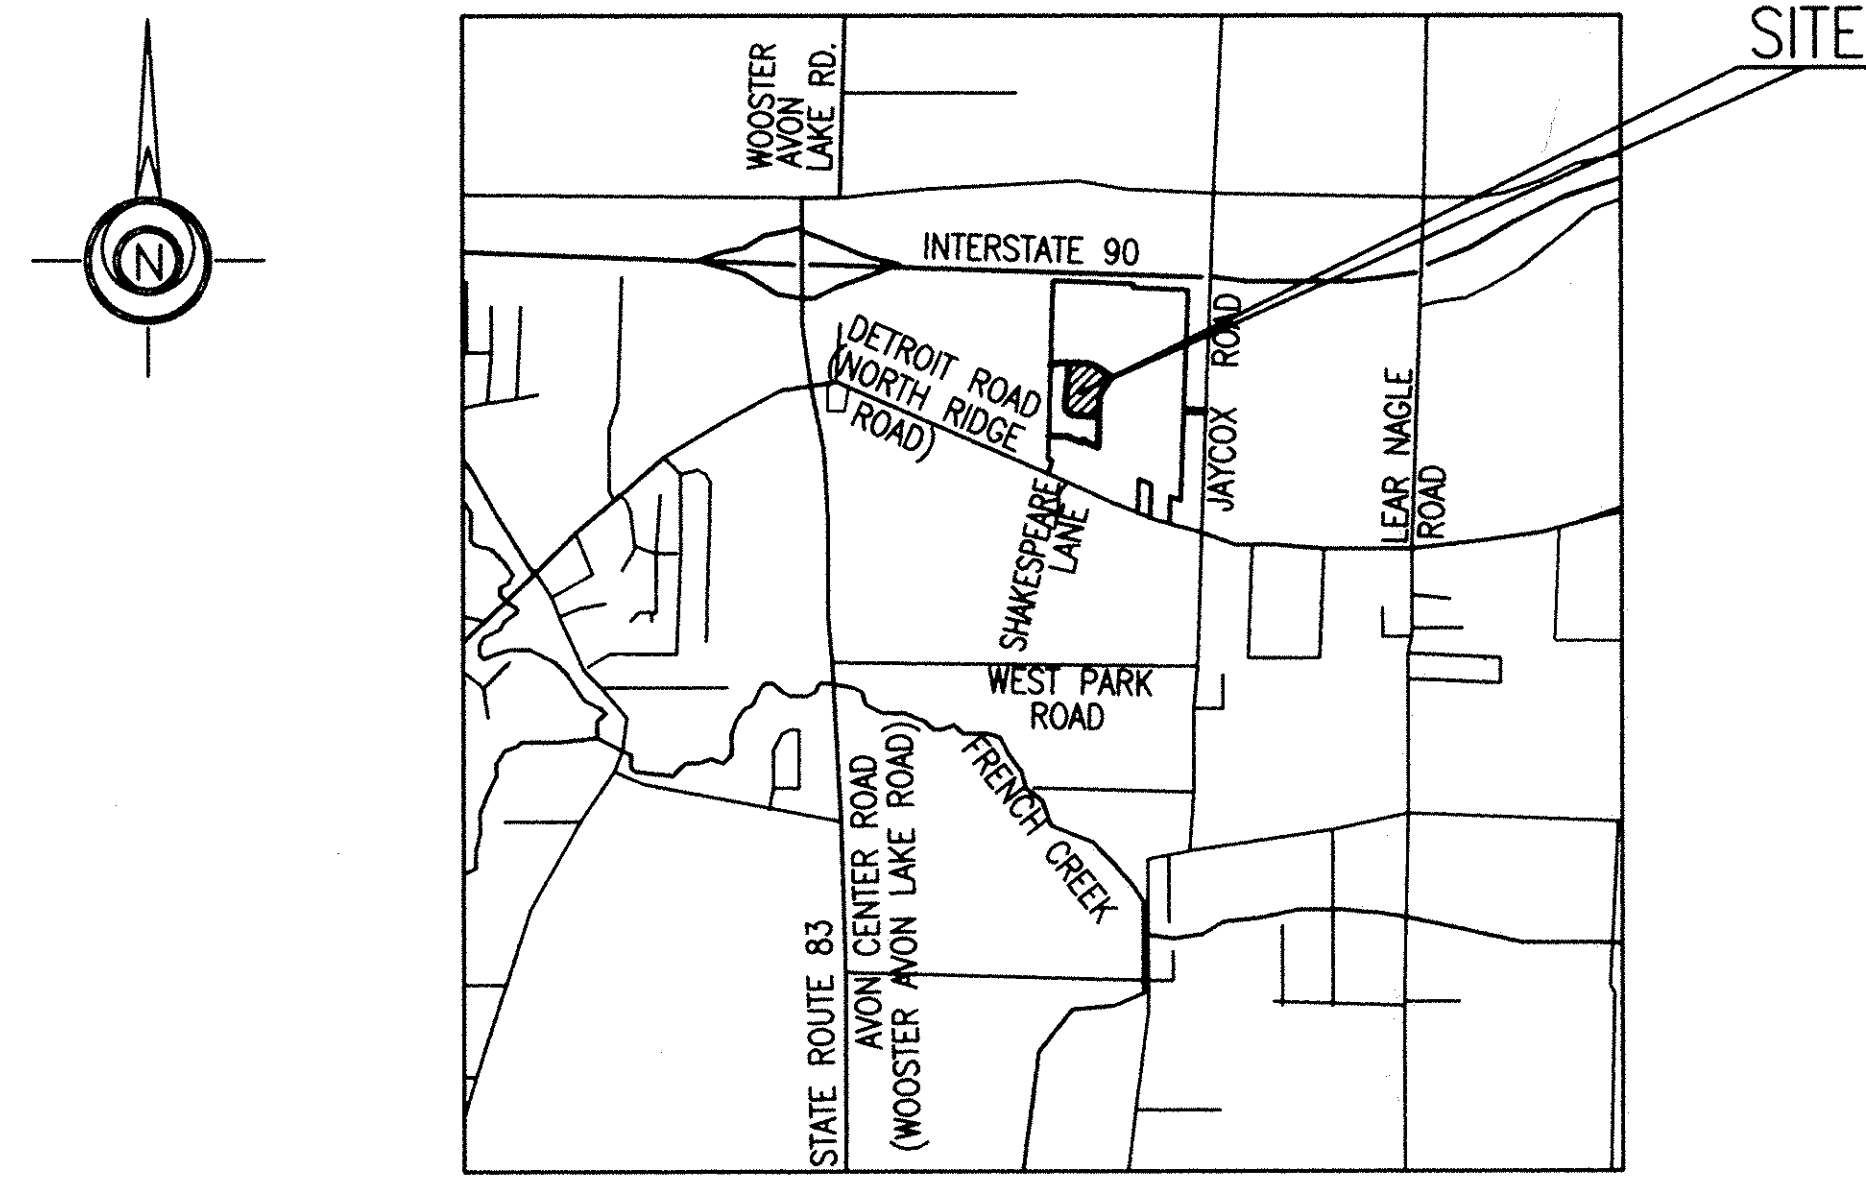 SITE
WOOSTER
AVON
LAKE RD.
N
INTERSTATE 90
DETROIT ROAD
(NORTH RIDGE
ROAD)
JAYCOX ROAD
LEAR NAGLE
ROAD
SHAKESPEARE
LANE
WEST PARK
ROAD
FRENCH CREEK
STATE ROUTE 83
AVON CENTER ROAD
(WOOSTER AVON LAKE ROAD)